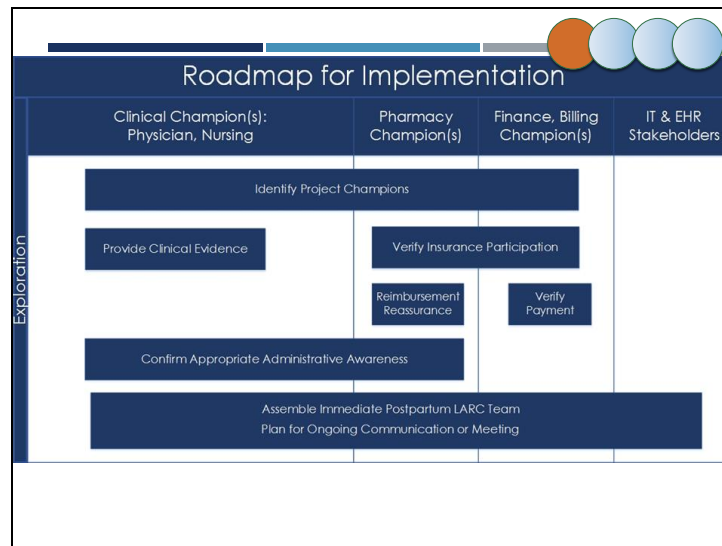 Roadmap for Implementation
Clinical Champion(s):
Physician, Nursing
Pharmacy
Champion(s)
Finance, Billing
Champion(s)
IT & EHR
Stakeholders
Exploration
Identify Project Champions
Provide Clinical Evidence
Verify Insurance Participation
Reimbursement
Reassurance
Verify
Payment
Confirm Appropriate Administrative Awareness
Assemble Immediate Postpartum LARC Team
Plan for Ongoing Communication or Meeting